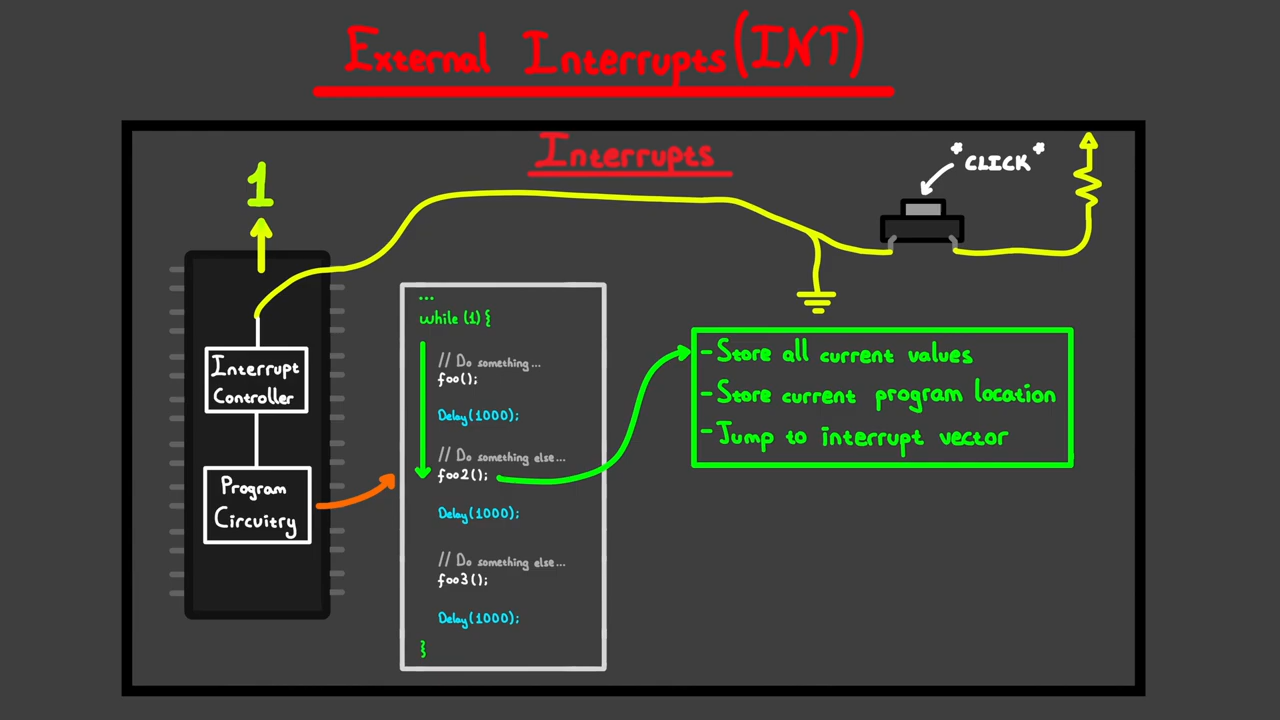 External Interrupts (INT)
Interrupts
*CLICK*
1
Interrupt
Controller
Program
Circuitry
...
while (1) {
// Do something...
foo();
Delay(1000);
// Do something else...
foo2();
Delay(1000);
// Do something else...
foo3();
Delay(1000);
}
-Store all current values
-Store current program location
-Jump to interrupt vector